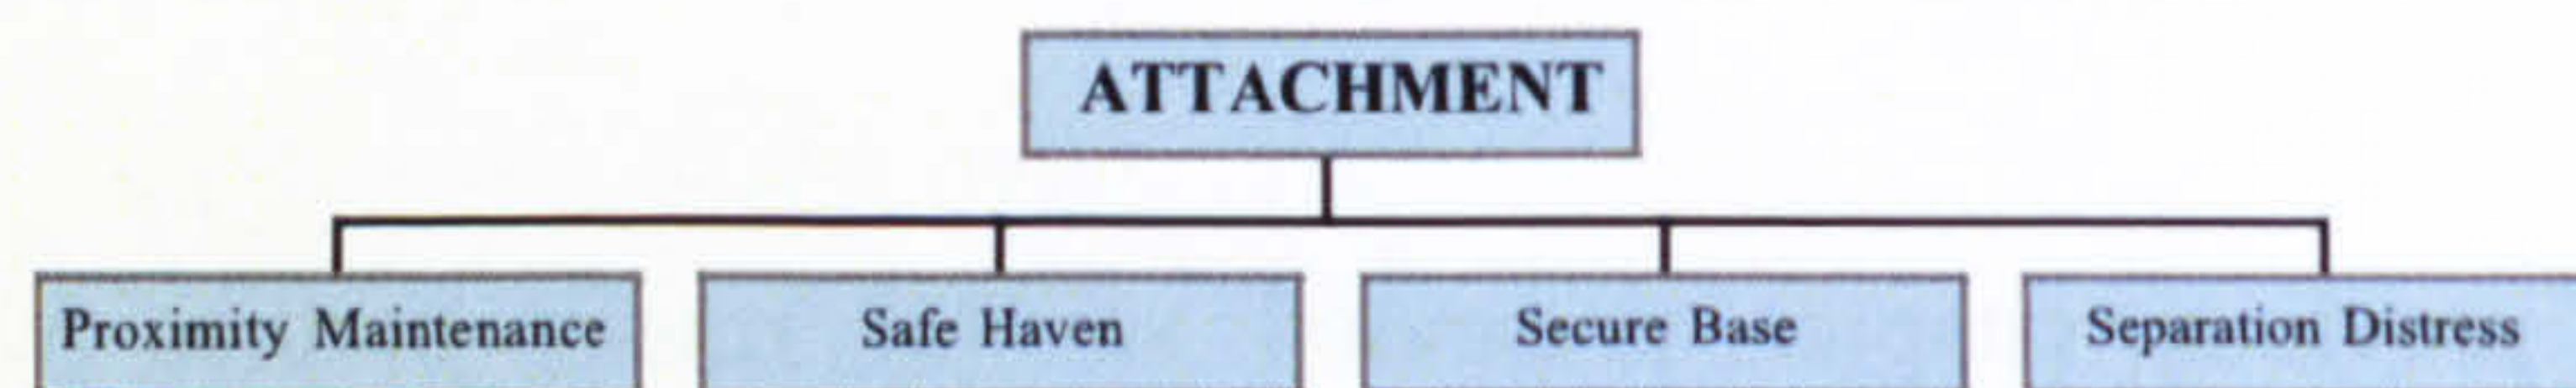 ATTACHMENT
Proximity Maintenance
Safe Haven
Secure Base
Separation Distress